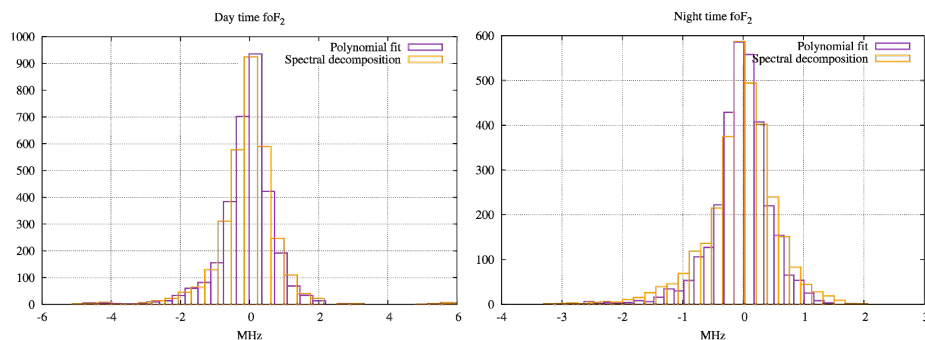 Day time foF₂
1000
900
800
700
600
500
400
300
200
100
0
-6 -4 -2 0 2 4 6
MHz
Polynomial fit
Spectral decomposition
Night time foF₂
600
500
400
300
200
100
0
-4 -3 -2 -1 0 1 2 3
MHz
Polynomial fit
Spectral decomposition